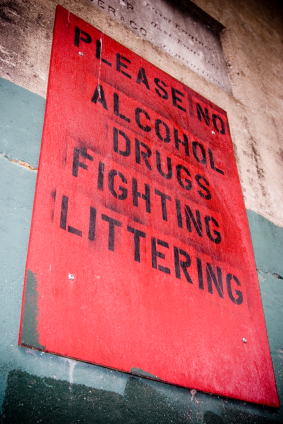 PLEASE NO
ALCOHOL
DRUGS
FIGHTING
LITTERING